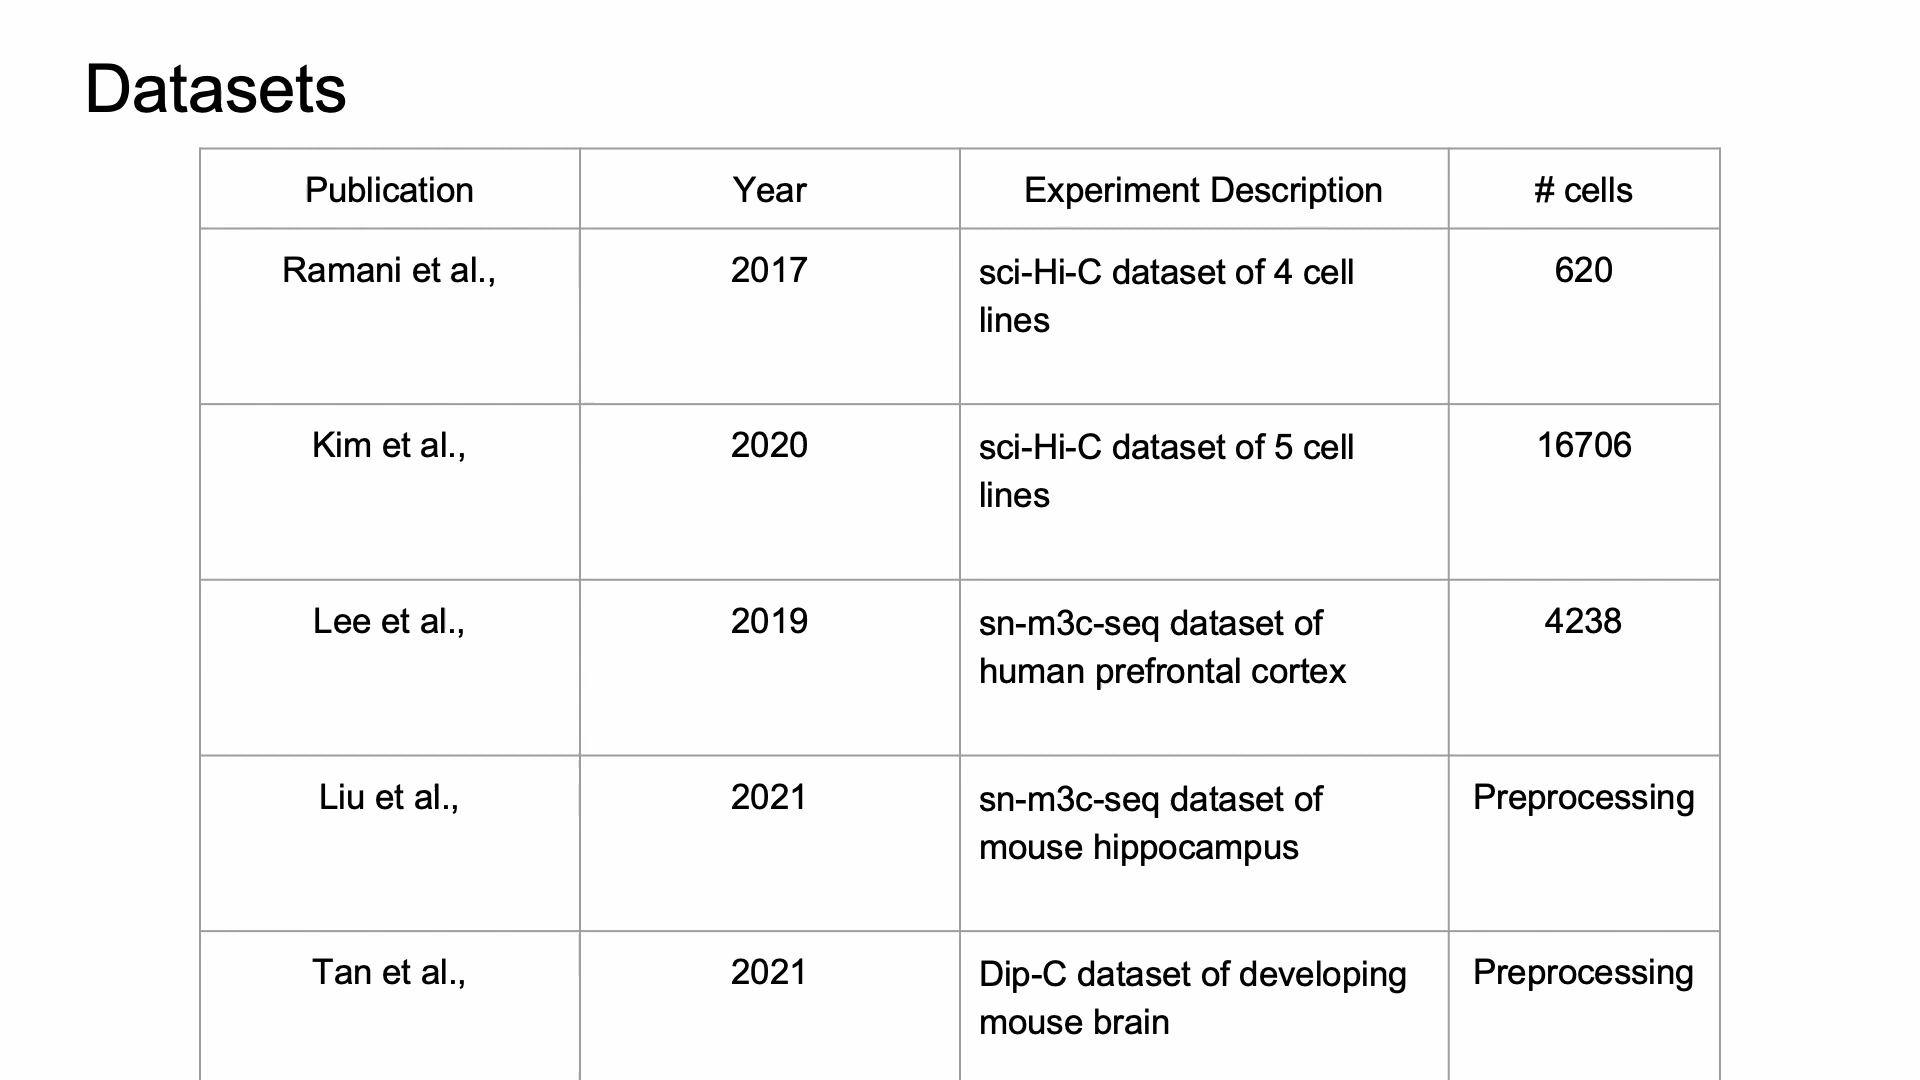 Datasets
Publication Year Experiment Description # cells
Ramani et al., 2017 sci-Hi-C dataset of 4 cell 620
lines
Kim et al., 2020 sci-Hi-C dataset of 5 cell 16706
lines
Lee et al., 2019 sn-m3c-seq dataset of 4238
human prefrontal cortex
Liu et al., 2021 sn-m3c-seq dataset of Preprocessing
mouse hippocampus
Tan et al., 2021 Dip-C dataset of developing Preprocessing
mouse brain